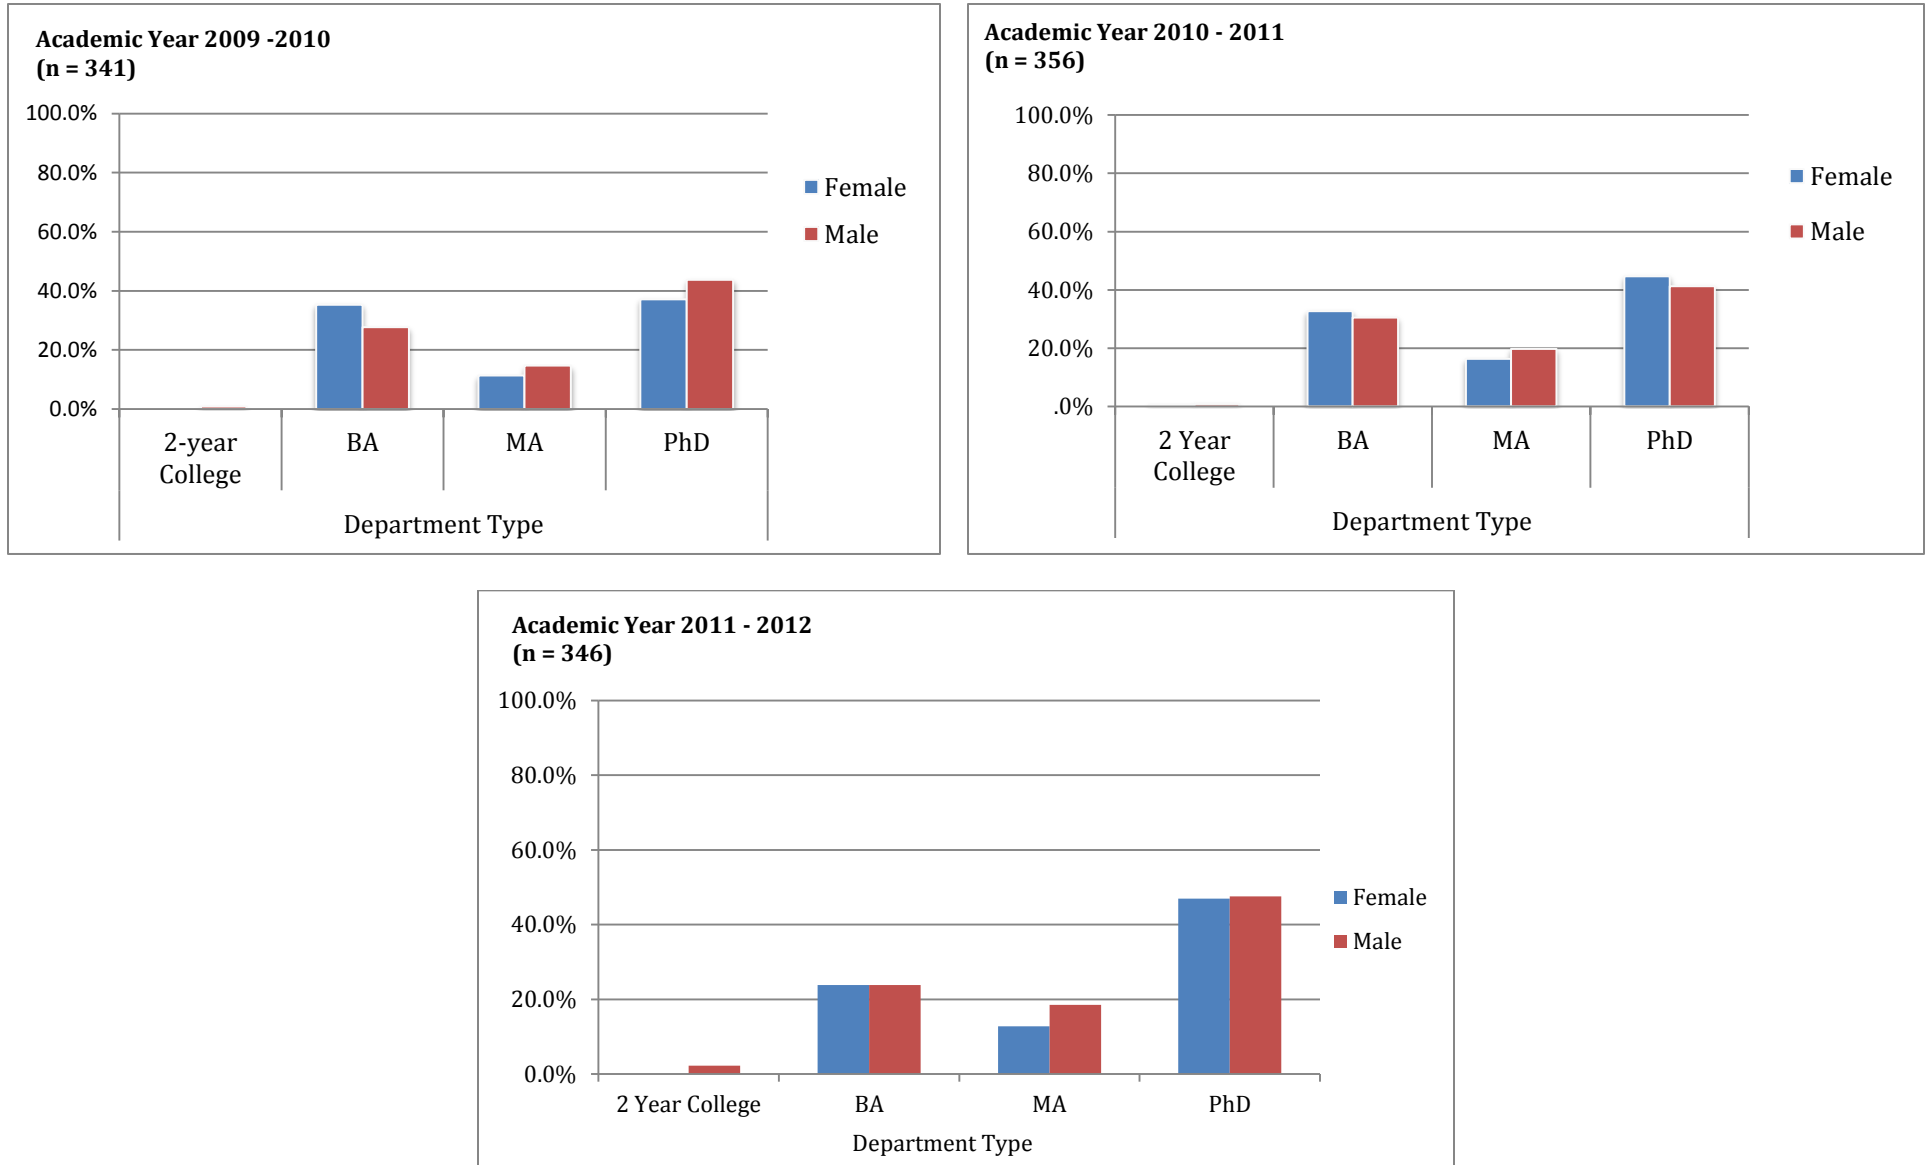 Academic Year 2009 -2010
(n = 341)
100.0%
80.0%
60.0%
40.0%
20.0%
0.0%
2-year
College
BA
MA
PhD
Department Type
Female
Male
Academic Year 2010 - 2011
(n = 356)
100.0%
80.0%
60.0%
40.0%
20.0%
.0%
2 Year
College
BA
MA
PhD
Department Type
Female
Male
Academic Year 2011 - 2012
(n = 346)
100.0%
80.0%
60.0%
40.0%
20.0%
0.0%
2 Year College
BA
MA
PhD
Department Type
Female
Male